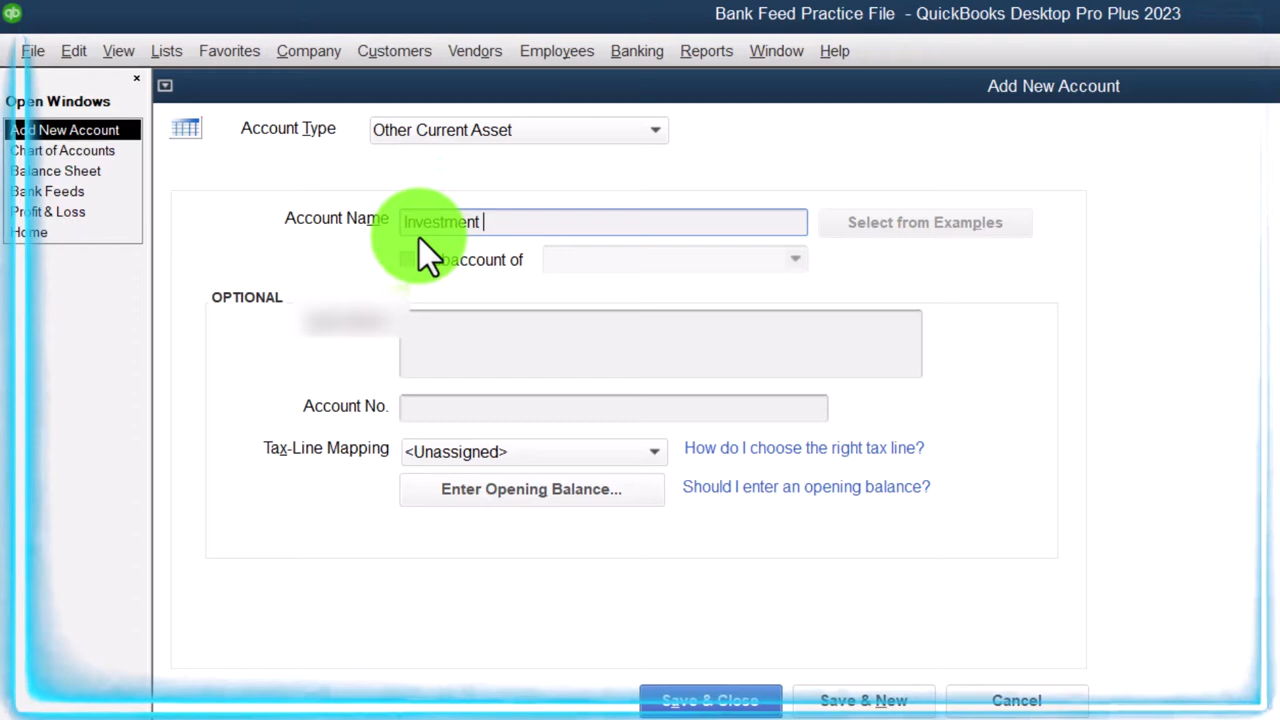 Bank Feed Practice File - QuickBooks Desktop Pro Plus 2023
File Edit View Lists Favorites Company Customers Vendors Employees Banking Reports Window Help
Open Windows
Add New Account
Add New Account
Chart of Accounts
Balance Sheet
Bank Feeds
Profit & Loss
Home
Account Type Other Current Asset
Account Name Investment Select from Examples
baccount of
OPTIONAL
Account No.
Tax-Line Mapping <Unassigned> How do I choose the right tax line?
Enter Opening Balance... Should I enter an opening balance?
Save & Close Save & New Cancel